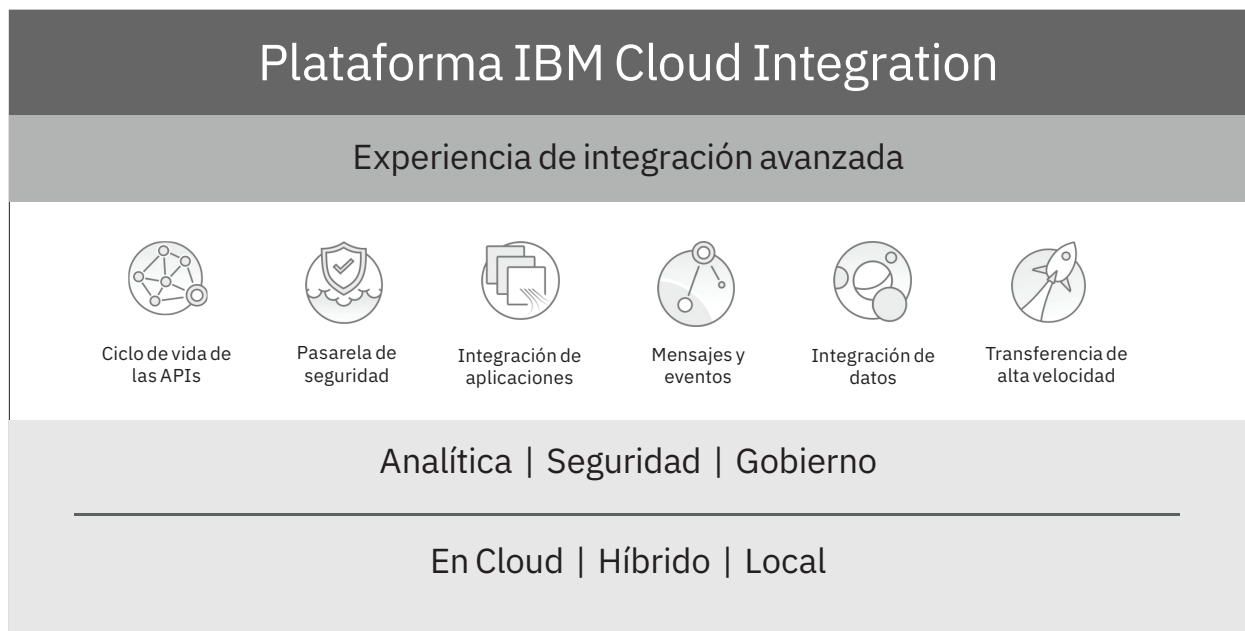 Plataforma IBM Cloud Integration
Experiencia de integración avanzada
Ciclo de vida de
las APIs
Pasarela de
seguridad
Integración de
aplicaciones
Mensajes y
eventos
Integración de
datos
Transferencia de
alta velocidad
Analítica | Seguridad | Gobierno
En Cloud | Híbrido | Local